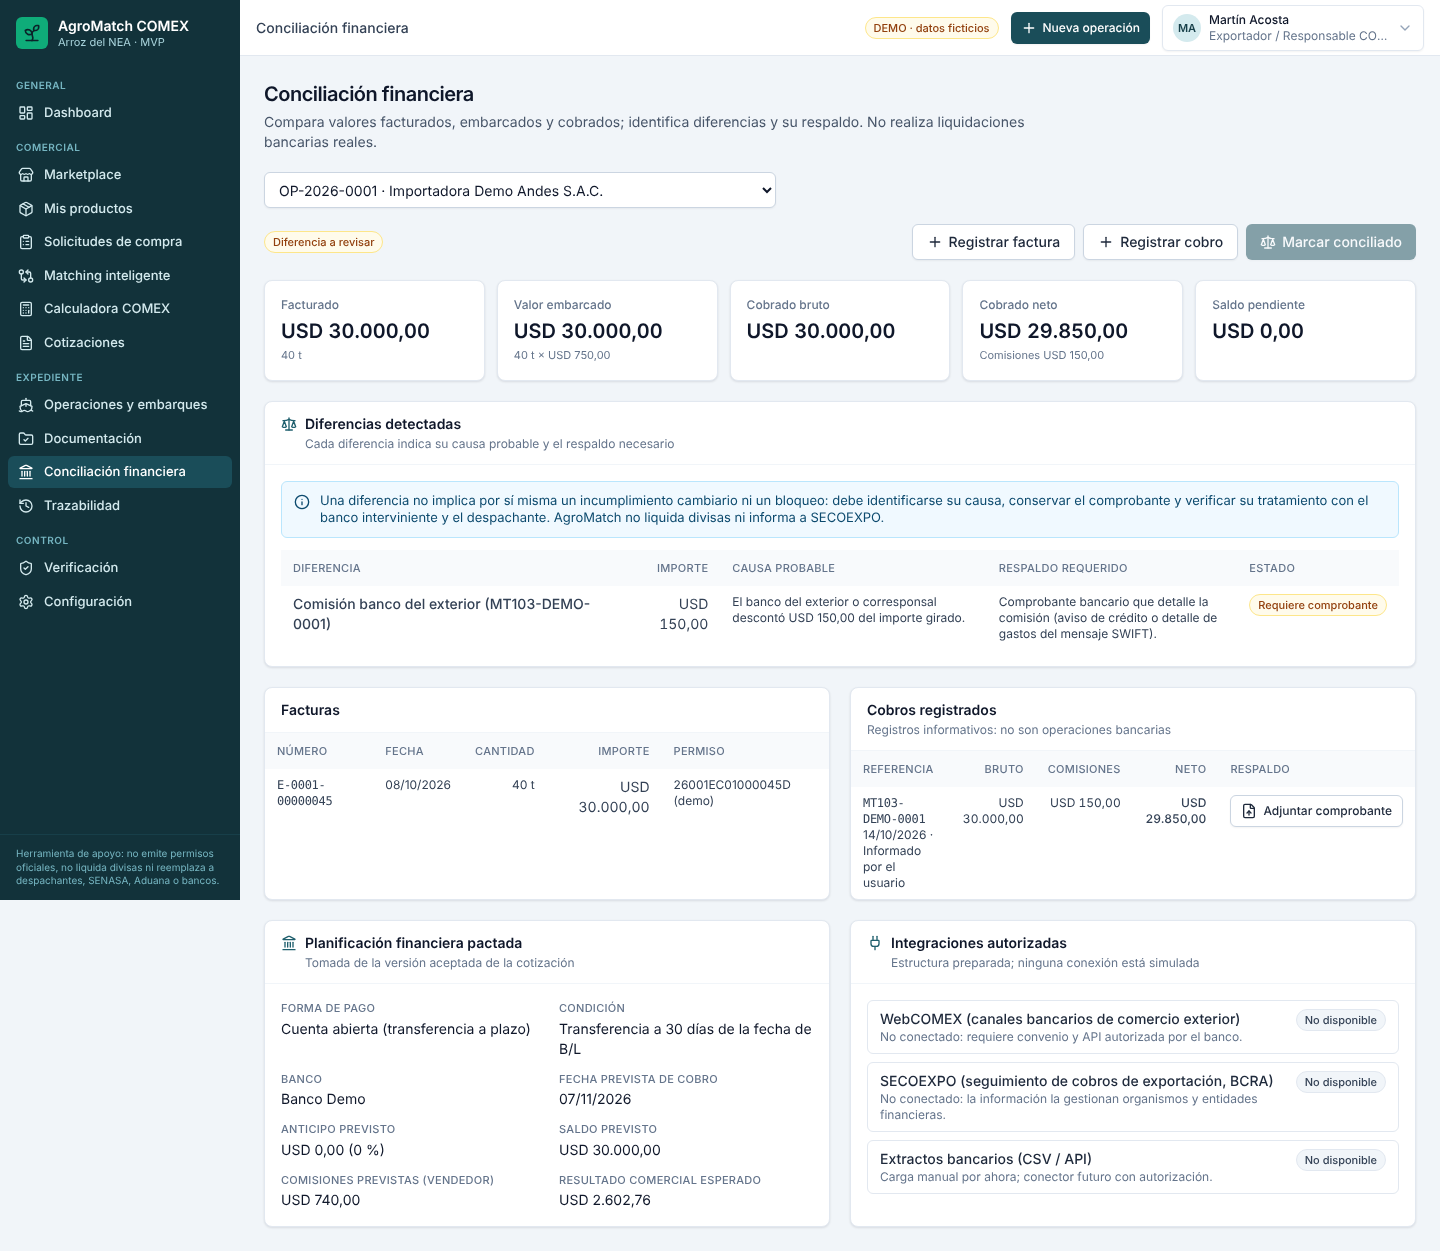 AgroMatch COMEX
Arroz del NEA · MVP
GENERAL
Dashboard
COMERCIAL
Marketplace
Mis productos
Solicitudes de compra
Matching inteligente
Calculadora COMEX
Cotizaciones
EXPEDIENTE
Operaciones y embarques
Documentación
Conciliación financiera
Trazabilidad
CONTROL
Verificación
Configuración
Herramienta de apoyo: no emite permisos
oficiales, no liquida divisas ni reemplaza a
despachantes, SENASA, Aduana o bancos.
Conciliación financiera
DEMO · datos ficticios
Nueva operación
MA
Martín Acosta
Exportador / Responsable CO...
Conciliación financiera
Compara valores facturados, embarcados y cobrados; identifica diferencias y su respaldo. No realiza liquidaciones
bancarias reales.
OP-2026-0001 · Importadora Demo Andes S.A.C.
Diferencia a revisar
Registrar factura
Registrar cobro
Marcar conciliado
Facturado
USD 30.000,00
40 t
Valor embarcado
USD 30.000,00
40 t × USD 750,00
Cobrado bruto
USD 30.000,00
Cobrado neto
USD 29.850,00
Comisiones USD 150,00
Saldo pendiente
USD 0,00
Diferencias detectadas
Cada diferencia indica su causa probable y el respaldo necesario
Una diferencia no implica por sí misma un incumplimiento cambiario ni un bloqueo: debe identificarse su causa, conservar el comprobante y verificar su tratamiento con el
banco interviniente y el despachante. AgroMatch no liquida divisas ni informa a SECOEXPO.
DIFERENCIA IMPORTE CAUSA PROBABLE RESPALDO REQUERIDO ESTADO
Comisión banco del exterior (MT103-DEMO-
0001)
USD
150,00
El banco del exterior o corresponsal
descontó USD 150,00 del importe girado.
Comprobante bancario que detalle la
comisión (aviso de crédito o detalle de
gastos del mensaje SWIFT).
Requiere comprobante
Facturas
NÚMERO FECHA CANTIDAD IMPORTE PERMISO
E-0001-
00000045
08/10/2026
40 t
USD
30.000,00
26001EC01000045D
(demo)
Cobros registrados
Registros informativos: no son operaciones bancarias
REFERENCIA BRUTO COMISIONES NETO RESPALDO
MT103-
DEMO-0001
14/10/2026 ·
Informado
por el
usuario
USD
30.000,00
USD 150,00
USD
29.850,00
Adjuntar comprobante
Planificación financiera pactada
Tomada de la versión aceptada de la cotización
FORMA DE PAGO
Cuenta abierta (transferencia a plazo)
CONDICIÓN
Transferencia a 30 días de la fecha de
B/L
BANCO
Banco Demo
FECHA PREVISTA DE COBRO
07/11/2026
ANTICIPO PREVISTO
USD 0,00 (0 %)
SALDO PREVISTO
USD 30.000,00
COMISIONES PREVISTAS (VENDEDOR)
USD 740,00
RESULTADO COMERCIAL ESPERADO
USD 2.602,76
Integraciones autorizadas
Estructura preparada; ninguna conexión está simulada
WebCOMEX (canales bancarios de comercio exterior)
No conectado: requiere convenio y API autorizada por el banco.
No disponible
SECOEXPO (seguimiento de cobros de exportación, BCRA)
No conectado: la información la gestionan organismos y entidades
financieras.
No disponible
Extractos bancarios (CSV / API)
Carga manual por ahora; conector futuro con autorización.
No disponible